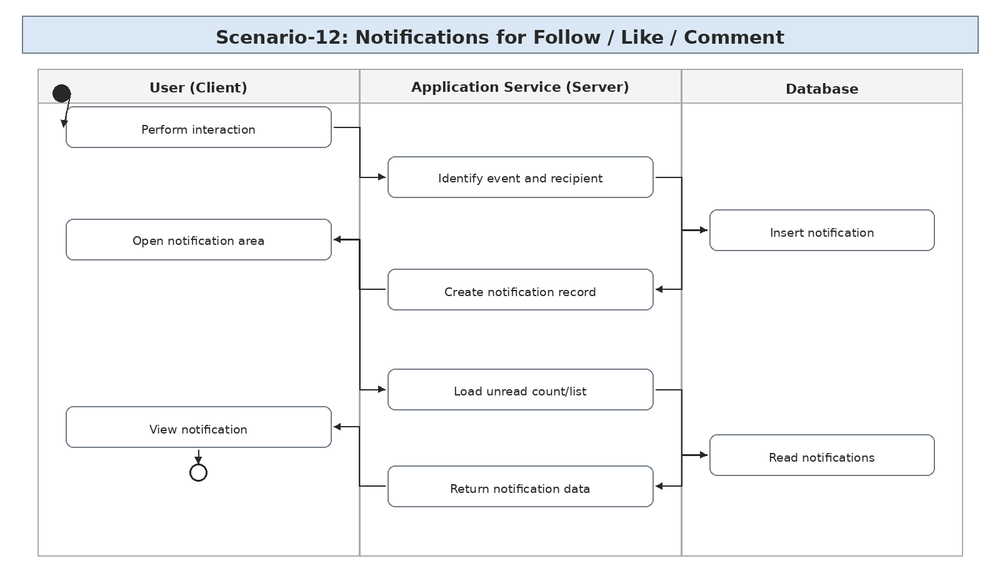 Scenario-12: Notifications for Follow / Like / Comment
User (Client)
Application Service (Server)
Database
Perform interaction
Identify event and recipient
Insert notification
Open notification area
Create notification record
Load unread count/list
View notification
Read notifications
Return notification data